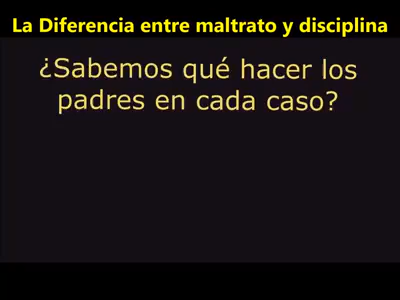 La Diferencia entre maltrato y disciplina
¿Sabemos qué hacer los
padres en cada caso?